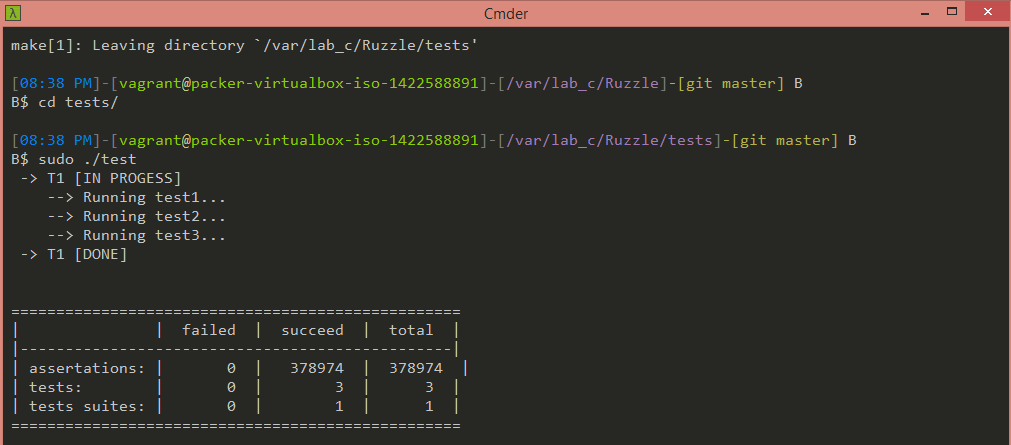 λ Cmder
make[1]: Leaving directory `/var/lab_c/Ruzzle/tests'
[08:38 PM]-[vagrant@packer-virtualbox-iso-1422588891]-[/var/lab_c/Ruzzle]-[git master] B
B$ cd tests/
[08:38 PM]-[vagrant@packer-virtualbox-iso-1422588891]-[/var/lab_c/Ruzzle/tests]-[git master] B
B$ sudo ./test
 -> T1 [IN PROGESS]
    --> Running test1...
    --> Running test2...
    --> Running test3...
 -> T1 [DONE]
==================================================
|               |  failed  |  succeed  |  total  |
|------------------------------------------------|
| assertations: |       0  |   378974  |  378974  |
| tests:        |       0  |        3  |      3  |
| tests suites: |       0  |        1  |      1  |
==================================================